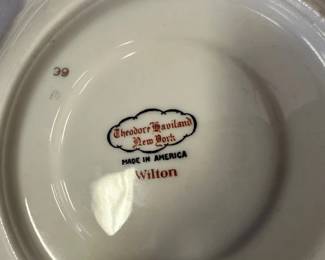 39
Theodore Haviland
New York
MADE IN AMERICA
Wilton